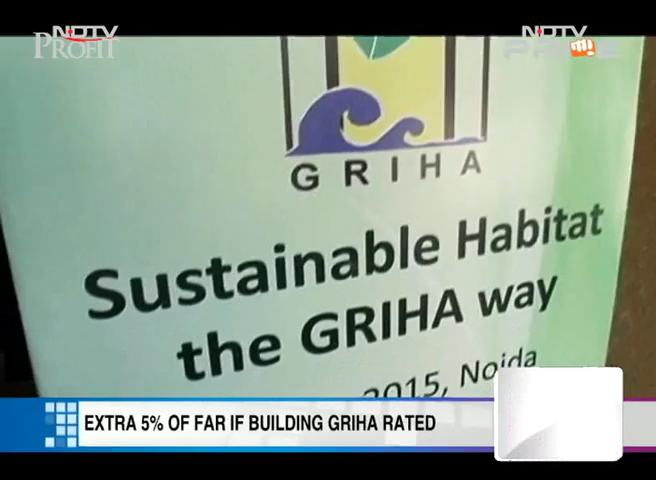 NDTV
PROFIT
NDTV
GRIHA
Sustainable Habitat
the GRIHA way
2015, Noida
EXTRA 5% OF FAR IF BUILDING GRIHA RATED